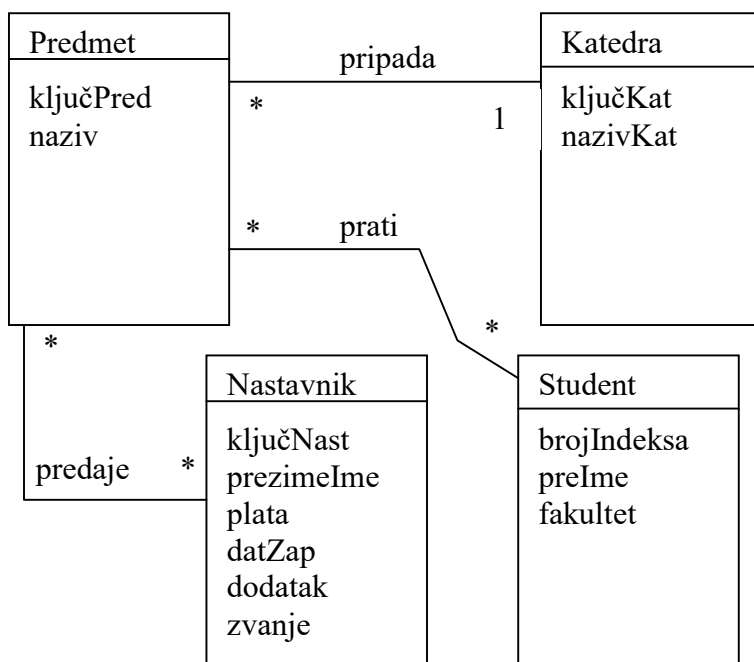 Predmet
ključPred
naziv
pripada
*
1
Katedra
ključKat
nazivKat
*
prati
*
*
predaje
*
Nastavnik
ključNast
prezimeIme
plata
datZap
dodatak
zvanje
Student
brojIndeksa
preIme
fakultet